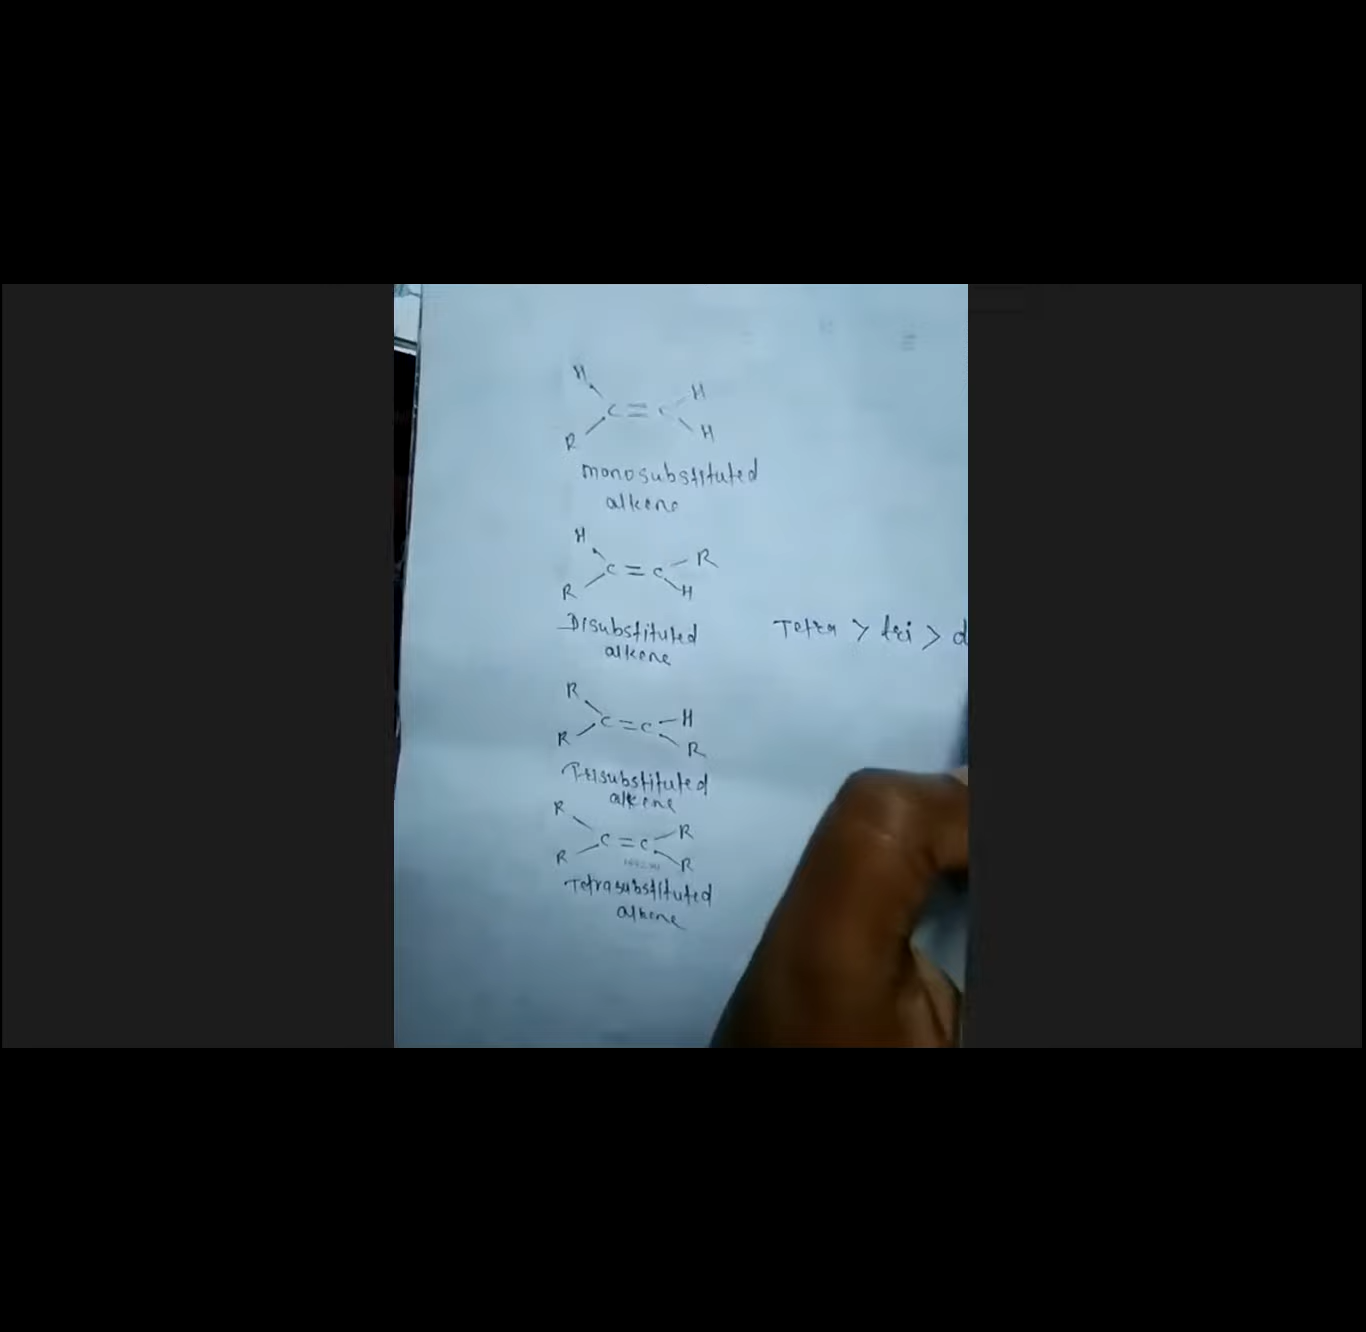 H
H
C = C
H
R
monosubstituted
alkene
H
R
C = C
R
H
Disubstituted
alkene
Tetra > tri > d
R
H
C = C
R
R
Trisubstituted
alkene
R
R
C = C
R
R
Tetrasubstituted
alkene